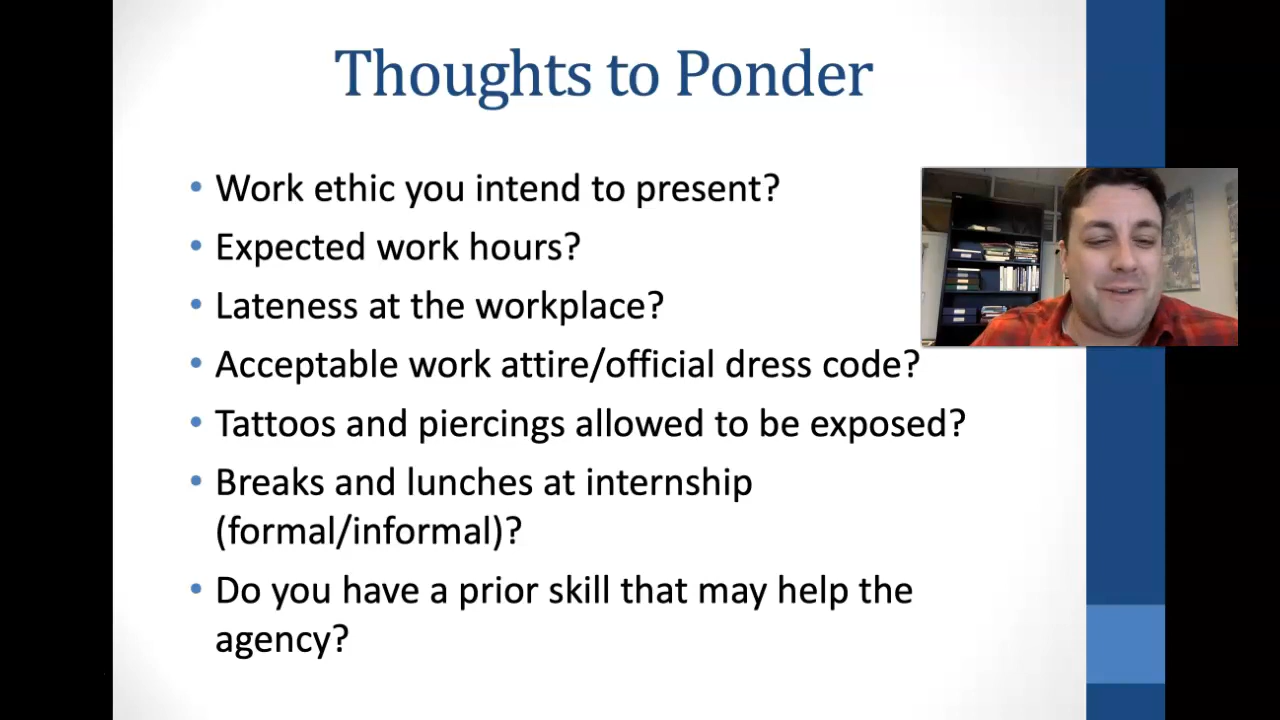 Thoughts to Ponder
• Work ethic you intend to present?
• Expected work hours?
• Lateness at the workplace?
• Acceptable work attire/official dress code?
• Tattoos and piercings allowed to be exposed?
• Breaks and lunches at internship
(formal/informal)?
• Do you have a prior skill that may help the
agency?